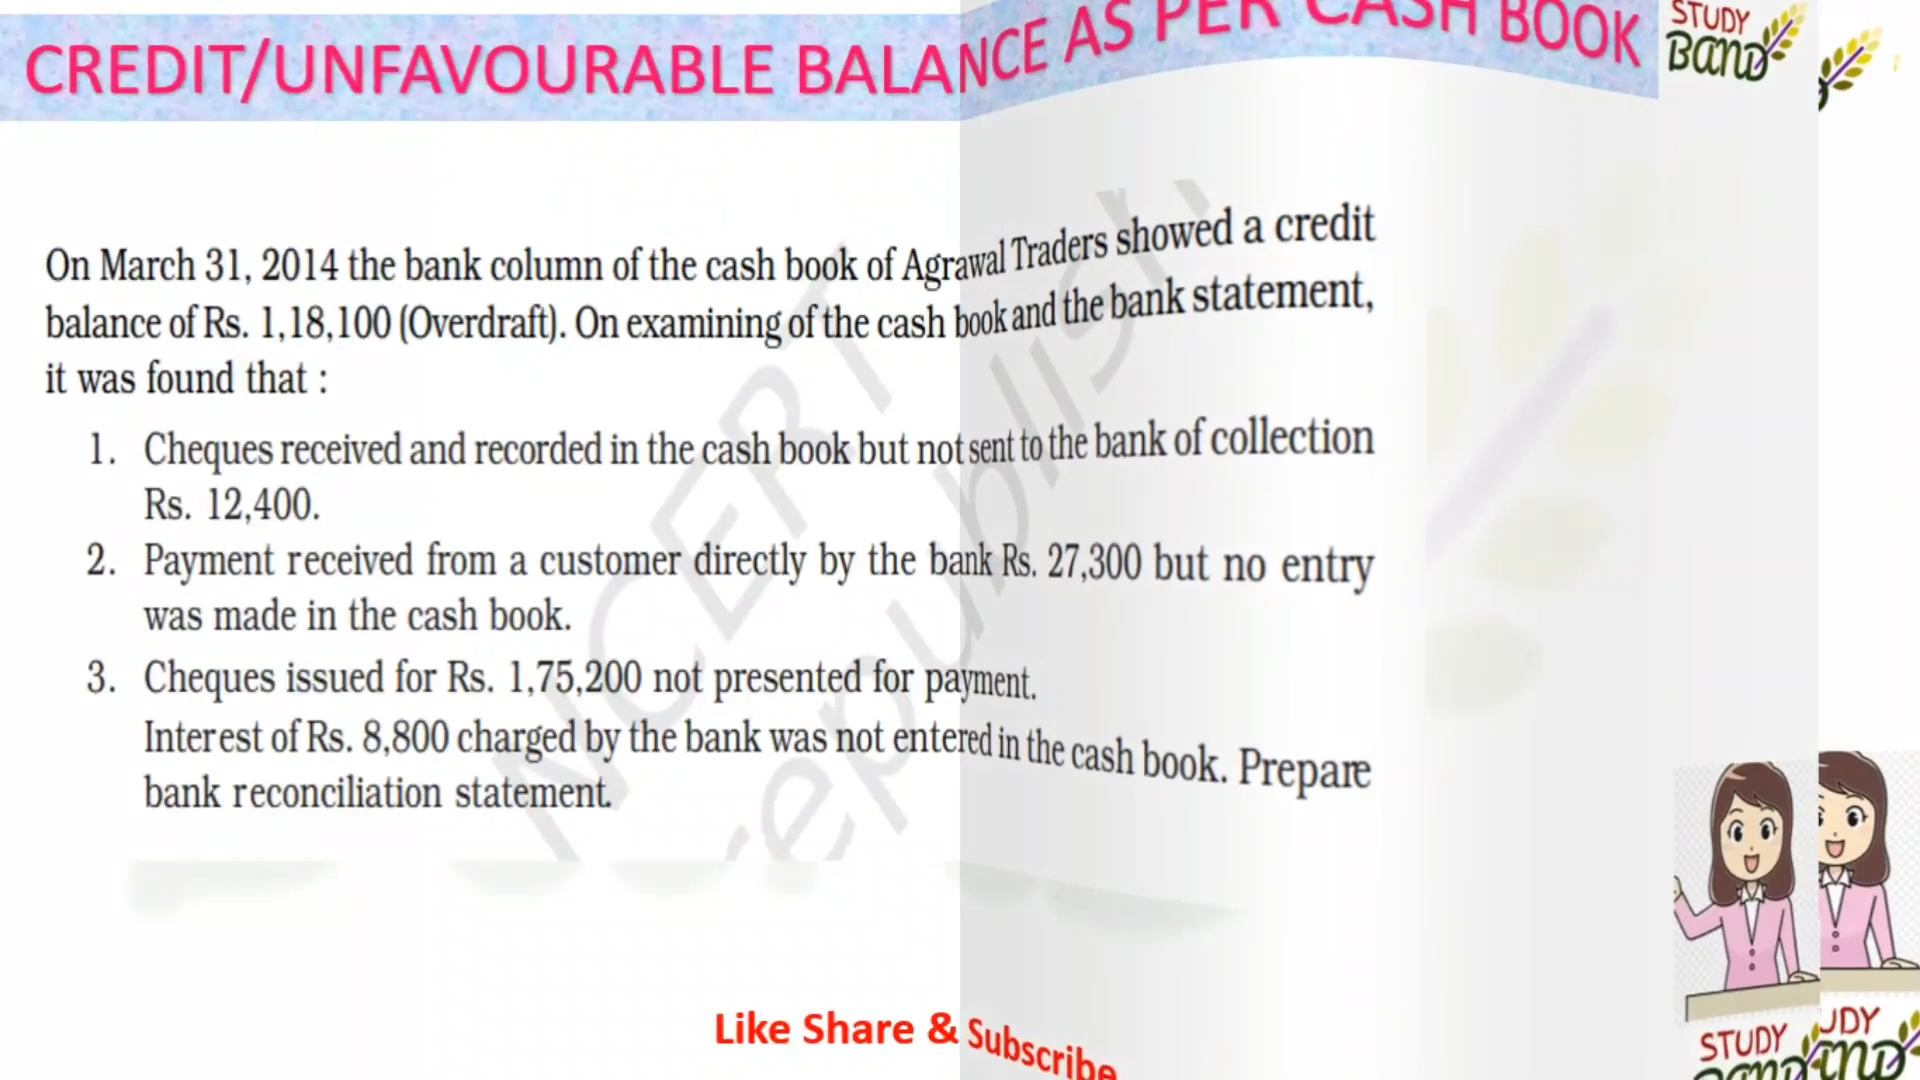 CREDIT/UNFAVOURABLE BALANCE AS PER CASH BOOK
STUDY
BAND
On March 31, 2014 the bank column of the cash book of Agrawal Traders showed a credit
balance of Rs. 1,18,100 (Overdraft). On examining of the cash book and the bank statement,
it was found that :
1. Cheques received and recorded in the cash book but not sent to the bank of collection
Rs. 12,400.
2. Payment received from a customer directly by the bank Rs. 27,300 but no entry
was made in the cash book.
3. Cheques issued for Rs. 1,75,200 not presented for payment.
Interest of Rs. 8,800 charged by the bank was not entered in the cash book. Prepare
bank reconciliation statement.
NCERT
republish
Like Share & Subscribe
STUDY
UDY